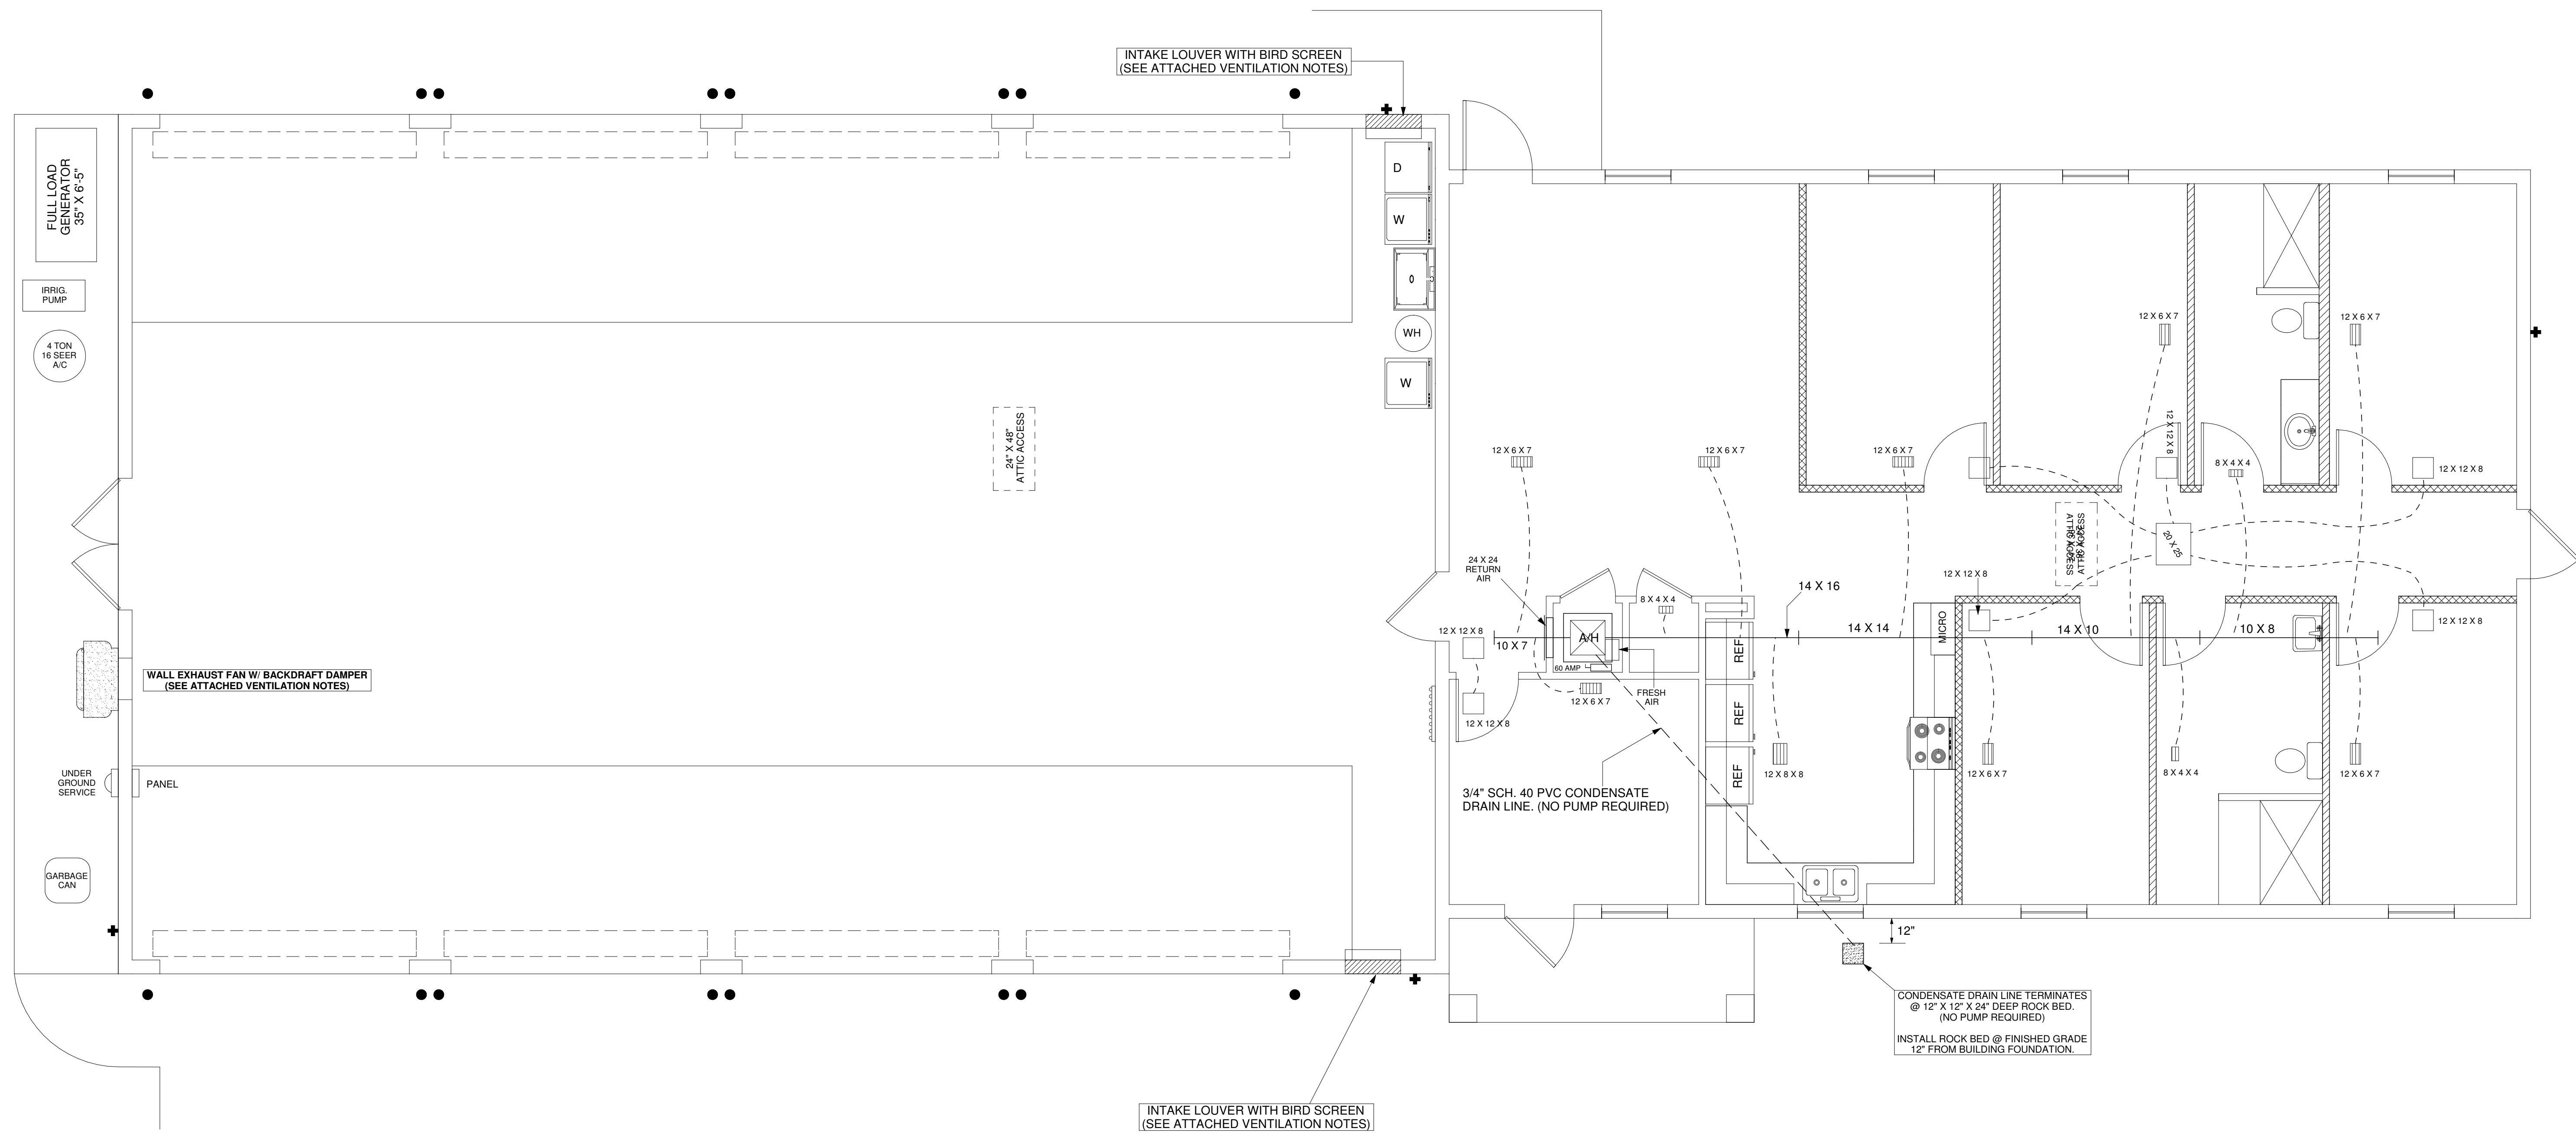 INTAKE LOUVER WITH BIRD SCREEN
(SEE ATTACHED VENTILATION NOTES)
FULL LOAD
GENERATOR
35" X 6'-5"
IRRIG.
PUMP
4 TON
16 SEER
A/C
D
W
WH
W
24" X 48"
ATTIC ACCESS
12 X 6 X 7
12 X 6 X 7
12 X 6 X 7
12 X 6 X 7
12 X 6 X 7
12 X 12 X 8
8 X 4 X 4
12 X 12 X 8
ATTIC ACCESS
ATTIC ACCESS
20 X 25
24 X 24
RETURN
AIR
8 X 4 X 4
14 X 16
12 X 12 X 8
12 X 12 X 8
10 X 7
A/H
60 AMP
REF
REF
REF
14 X 14
MICRO
14 X 10
10 X 8
12 X 12 X 8
WALL EXHAUST FAN W/ BACKDRAFT DAMPER
(SEE ATTACHED VENTILATION NOTES)
12 X 12 X 8
12 X 6 X 7
FRESH
AIR
UNDER
GROUND
SERVICE
PANEL
12 X 8 X 8
12 X 6 X 7
8 X 4 X 4
12 X 6 X 7
3/4" SCH. 40 PVC CONDENSATE
DRAIN LINE. (NO PUMP REQUIRED)
GARBAGE
CAN
12"
CONDENSATE DRAIN LINE TERMINATES
@ 12" X 12" X 24" DEEP ROCK BED.
(NO PUMP REQUIRED)
INSTALL ROCK BED @ FINISHED GRADE
12" FROM BUILDING FOUNDATION.
INTAKE LOUVER WITH BIRD SCREEN
(SEE ATTACHED VENTILATION NOTES)